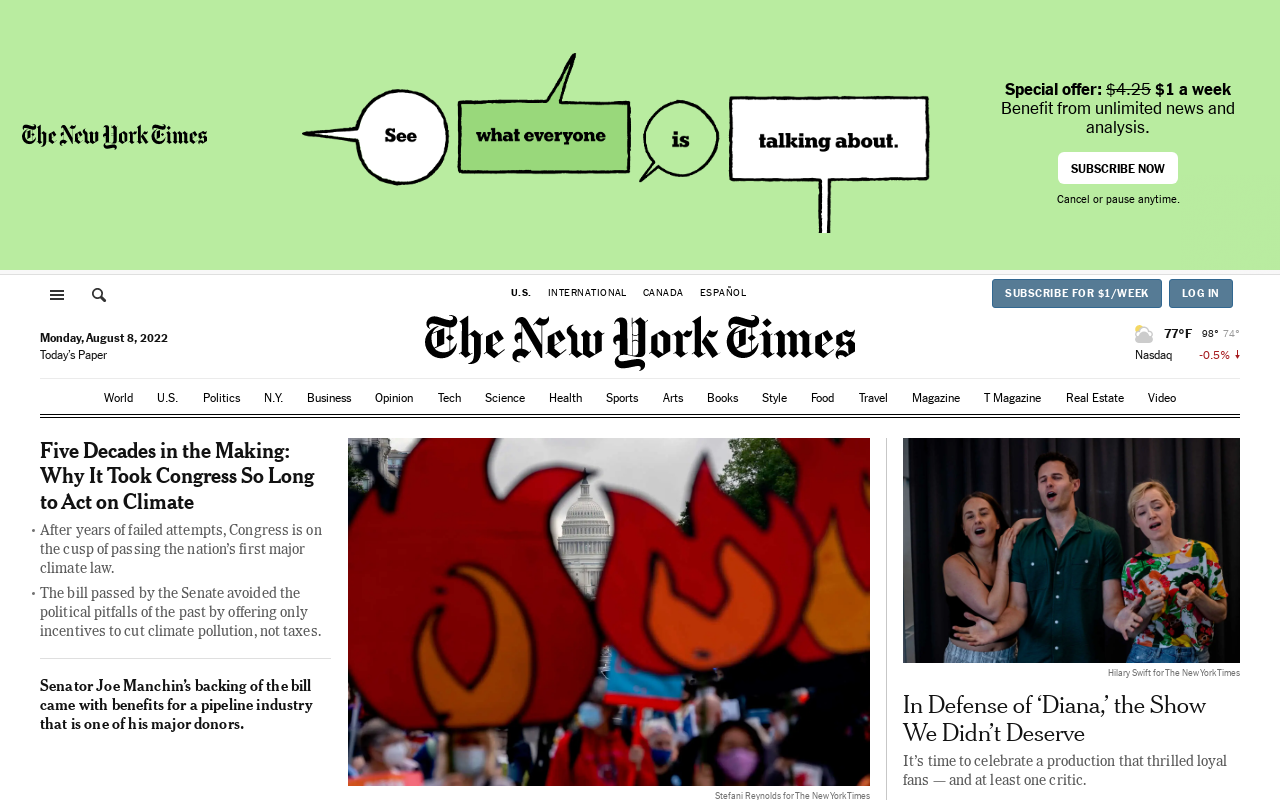 The New York Times
See
what everyone
is
talking about.
Special offer: $4.25 $1 a week
Benefit from unlimited news and
analysis.
SUBSCRIBE NOW
Cancel or pause anytime.
U.S. INTERNATIONAL CANADA ESPAÑOL
SUBSCRIBE FOR $1/WEEK
LOG IN
Monday, August 8, 2022
Today's Paper
The New York Times
77°F 98° 74°
Nasdaq -0.5% ↓
World U.S. Politics N.Y. Business Opinion Tech Science Health Sports Arts Books Style Food Travel Magazine T Magazine Real Estate Video
Five Decades in the Making:
Why It Took Congress So Long
to Act on Climate
• After years of failed attempts, Congress is on
the cusp of passing the nation's first major
climate law.
• The bill passed by the Senate avoided the
political pitfalls of the past by offering only
incentives to cut climate pollution, not taxes.
Senator Joe Manchin's backing of the bill
came with benefits for a pipeline industry
that is one of his major donors.
Stefani Reynolds for The New York Times
Hilary Swift for The New York Times
In Defense of ‘Diana,’ the Show
We Didn't Deserve
It's time to celebrate a production that thrilled loyal
fans — and at least one critic.